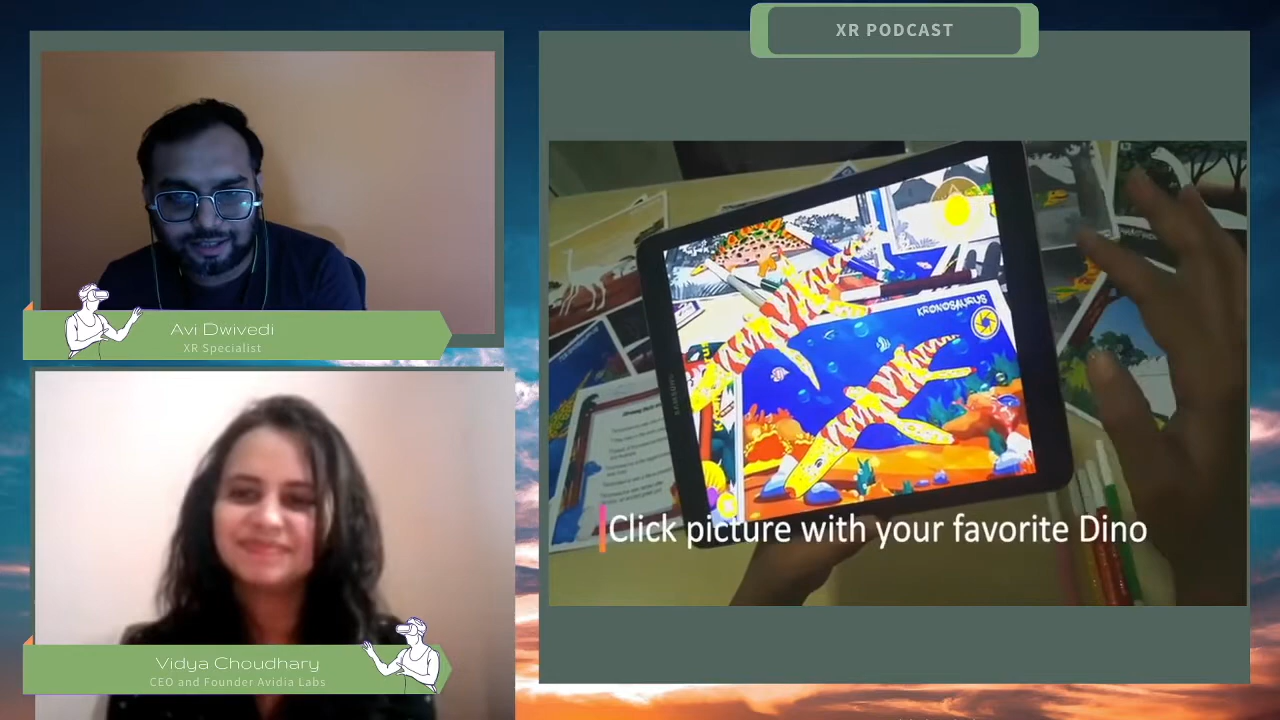 XR PODCAST
Avi Dwivedi
XR Specialist
KRONOSAURUS
SAMSUNG
Click picture with your favorite Dino
Vidya Choudhary
CEO and Founder Avidia Labs